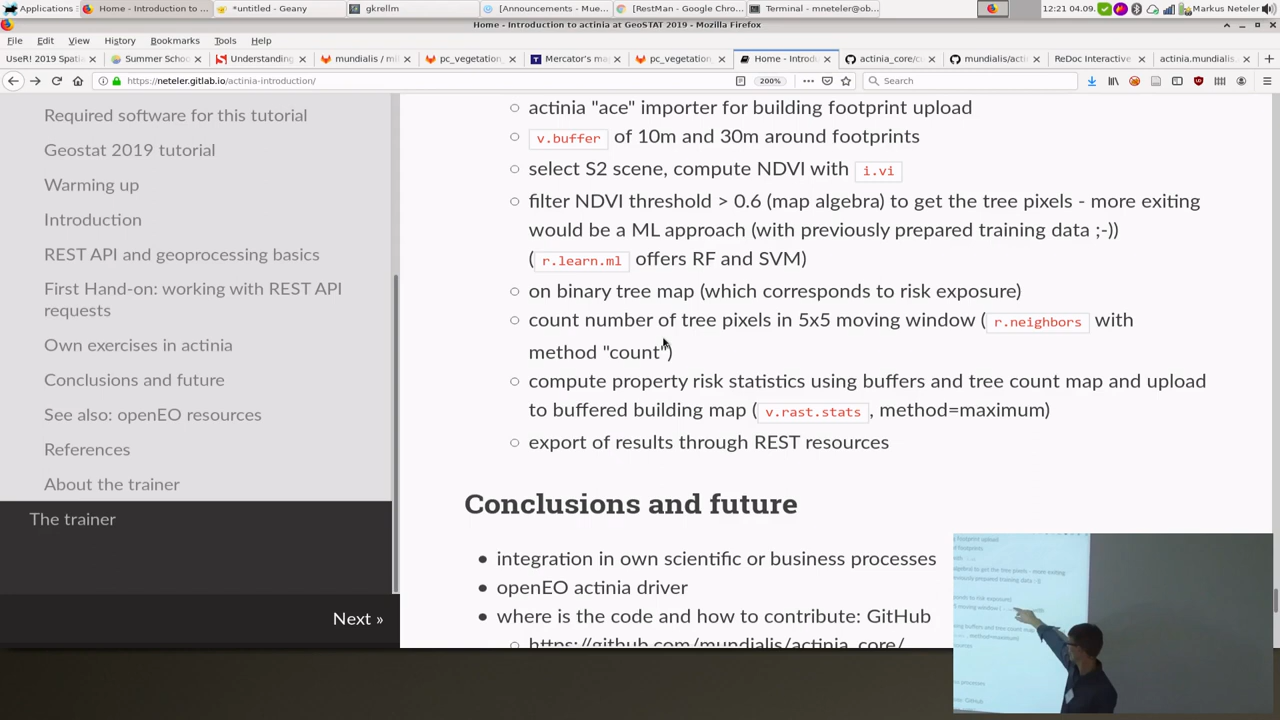 Applications
*untitled - Geany
gkrellm
[Announcements - Mue...
[RestMan - Google Chro...
Terminal - mneteler@ob...
12:21 04.09.
Markus Neteler
Home - Introduction to actinia at GeoSTAT 2019 - Mozilla Firefox
File Edit View History Bookmarks Tools Help
UseR! 2019 Spati
Summer Schoo
Understanding
mundialis / mi
pc_vegetation
Mercator's ma
pc_vegetation
Home - Introdu
actinia_core/ci
mundialis/acti
ReDoc Interactive
actinia.mundialis.
https://neteler.gitlab.io/actinia-introduction/
200%
Search
Required software for this tutorial
Geostat 2019 tutorial
Warming up
Introduction
REST API and geoprocessing basics
First Hand-on: working with REST API
requests
Own exercises in actinia
Conclusions and future
See also: openEO resources
References
About the trainer
The trainer
Next »
actinia "ace" importer for building footprint upload
v.buffer of 10m and 30m around footprints
select S2 scene, compute NDVI with i.vi
filter NDVI threshold > 0.6 (map algebra) to get the tree pixels - more exiting
would be a ML approach (with previously prepared training data ;-))
(r.learn.ml offers RF and SVM)
on binary tree map (which corresponds to risk exposure)
count number of tree pixels in 5x5 moving window (r.neighbors with
method "count")
compute property risk statistics using buffers and tree count map and upload
to buffered building map (v.rast.stats, method=maximum)
export of results through REST resources
Conclusions and future
integration in own scientific or business processes
openEO actinia driver
where is the code and how to contribute: GitHub
https://github.com/mundialis/actinia_core/